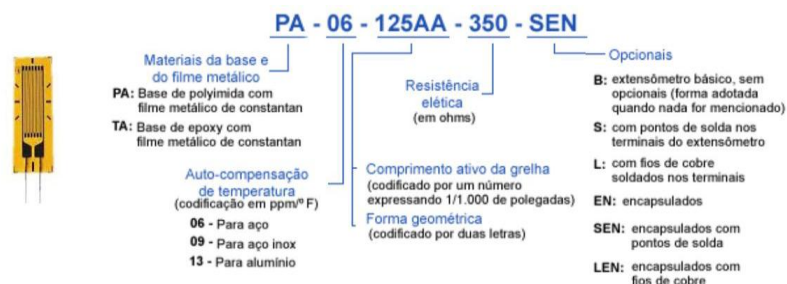 PA - 06 - 125AA - 350 - SEN
Materiais da base e
do filme metálico
PA: Base de polyimida com
filme metálico de constantan
TA: Base de epoxy com
filme metálico de constantan
Auto-compensação
de temperatura
(codificação em ppm/º F)
06 - Para aço
09 - Para aço inox
13 - Para alumínio
Resistência
elética
(em ohms)
Comprimento ativo da grelha
(codificado por um número
expressando 1/1.000 de polegadas)
Forma geométrica
(codificado por duas letras)
Opcionais
B: extensômetro básico, sem
opcionais (forma adotada
quando nada for mencionado)
S: com pontos de solda nos
terminais do extensômetro
L: com fios de cobre
soldados nos terminais
EN: encapsulados
SEN: encapsulados com
pontos de solda
LEN: encapsulados com
fios de cobre